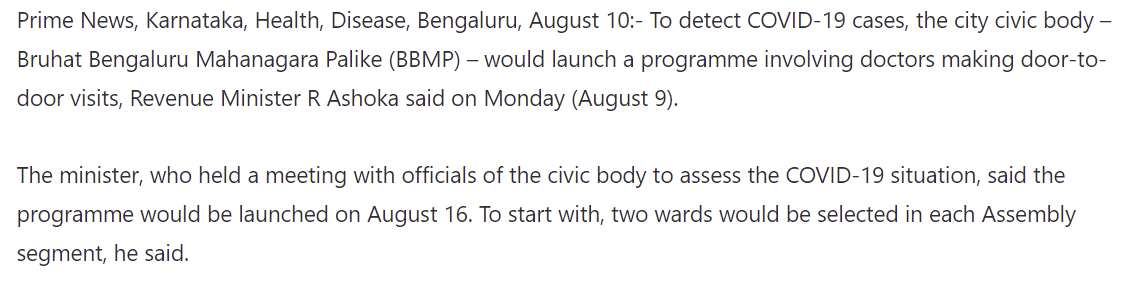 Prime News, Karnataka, Health, Disease, Bengaluru, August 10:- To detect COVID-19 cases, the city civic body –
Bruhat Bengaluru Mahanagara Palike (BBMP) – would launch a programme involving doctors making door-to-
door visits, Revenue Minister R Ashoka said on Monday (August 9).
The minister, who held a meeting with officials of the civic body to assess the COVID-19 situation, said the
programme would be launched on August 16. To start with, two wards would be selected in each Assembly
segment, he said.